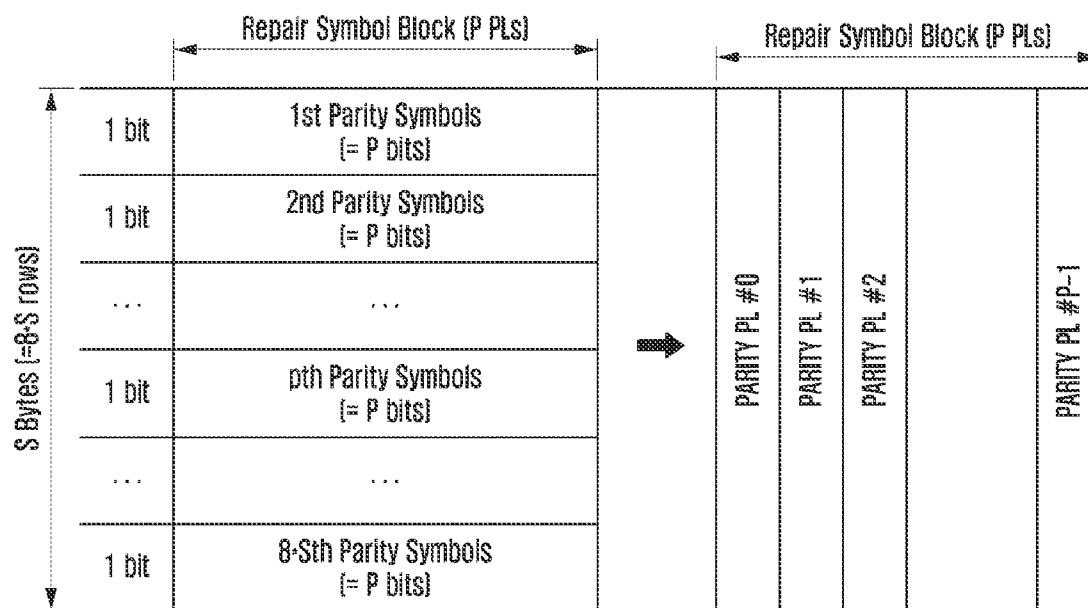 Repair Symbol Block (P PLs)
Repair Symbol Block (P PLs)
S Bytes (=8*S rows)
1 bit
1st Parity Symbols
(= P bits)
1 bit
2nd Parity Symbols
(= P bits)
...
...
1 bit
pth Parity Symbols
(= P bits)
...
...
1 bit
8*Sth Parity Symbols
(= P bits)
PARITY PL #0
PARITY PL #1
PARITY PL #2
PARITY PL #P-1